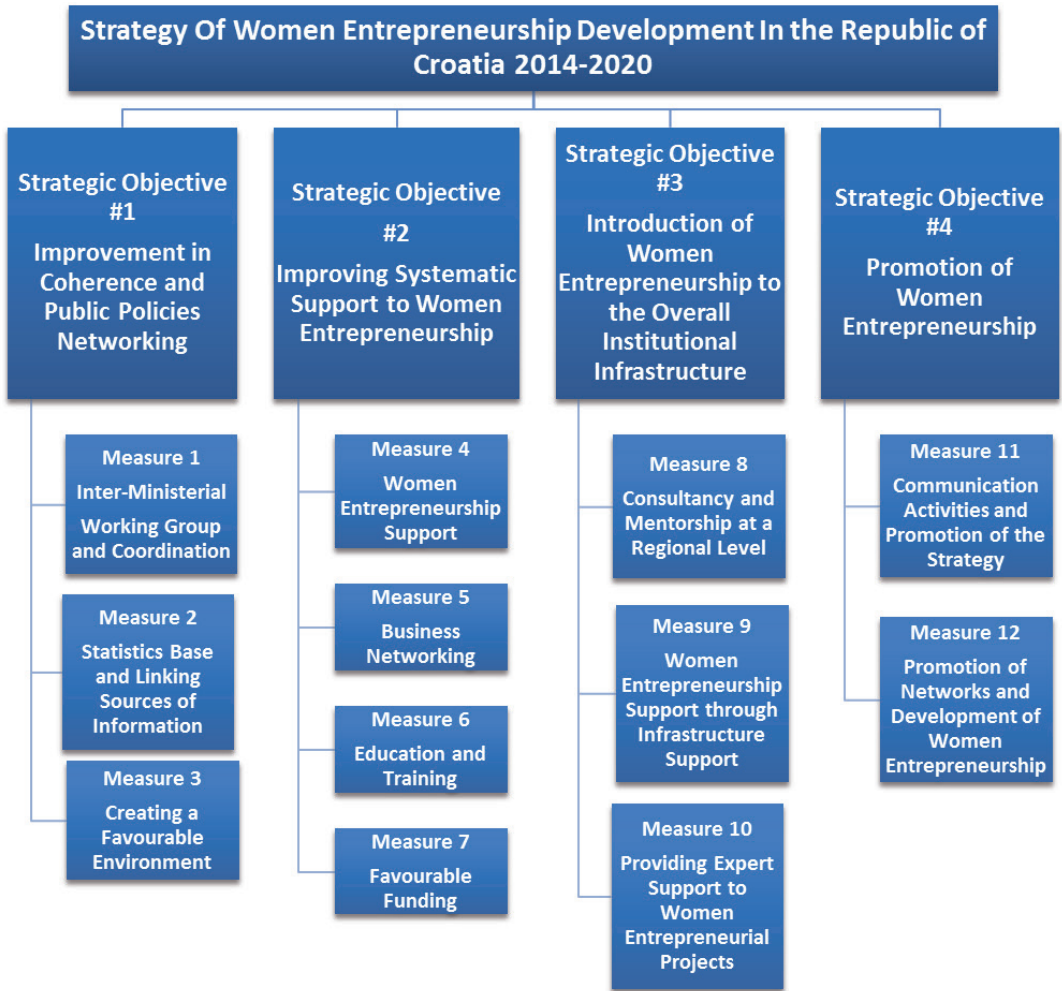 Strategy Of Women Entrepreneurship Development In the Republic of
Croatia 2014-2020
Strategic Objective
#1
Improvement in
Coherence and
Public Policies
Networking
Measure 1
Inter-Ministerial
Working Group
and Coordination
Measure 2
Statistics Base
and Linking
Sources of
Information
Measure 3
Creating a
Favourable
Environment
Strategic Objective
#2
Improving Systematic
Support to Women
Entrepreneurship
Measure 4
Women
Entrepreneurship
Support
Measure 5
Business
Networking
Measure 6
Education and
Training
Measure 7
Favourable
Funding
Strategic Objective
#3
Introduction of
Women
Entrepreneurship to
the Overall
Institutional
Infrastructure
Measure 8
Consultancy and
Mentorship at a
Regional Level
Measure 9
Women
Entrepreneurship
Support through
Infrastructure
Support
Measure 10
Providing Expert
Support to
Women
Entrepreneurial
Projects
Strategic Objective
#4
Promotion of
Women
Entrepreneurship
Measure 11
Communication
Activities and
Promotion of the
Strategy
Measure 12
Promotion of
Networks and
Development of
Women
Entrepreneurship